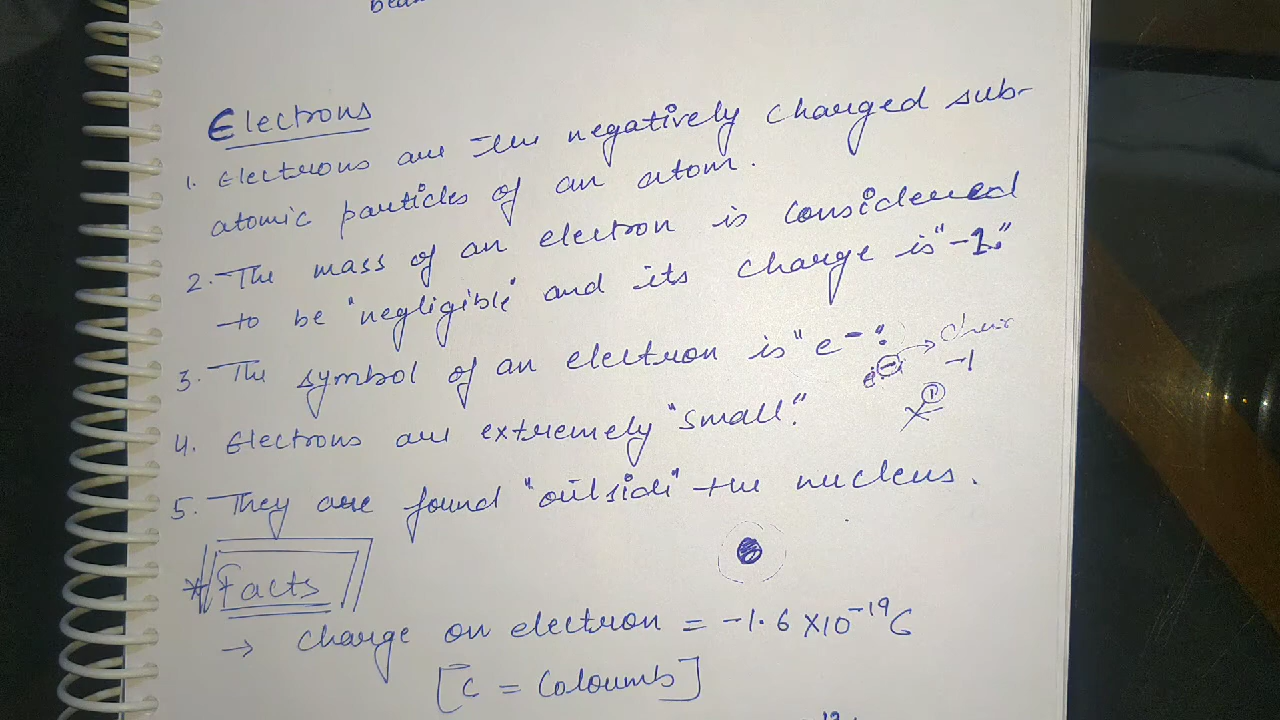 Electrons
1. Electrons are the negatively charged sub-
atomic particles of an atom.
2. The mass of an electron is considered
to be "negligible" and its charge is "-1."
3. The symbol of an electron is "e-".
e⊖ →
-1
4. Electrons are extremely "small."
5. They are found "outside" the nucleus.
* Facts
→ Charge on electron = -1.6 X10⁻¹⁹C
[C = Coloumb]